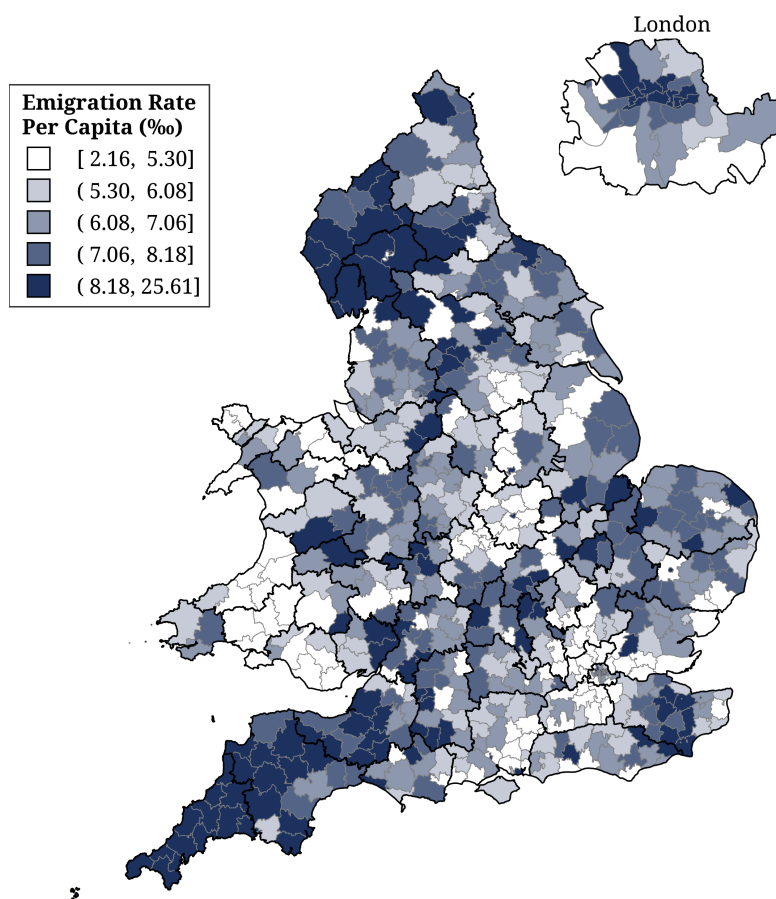 London
Emigration Rate
Per Capita (‰)
[ 2.16, 5.30]
( 5.30, 6.08]
( 6.08, 7.06]
( 7.06, 8.18]
( 8.18, 25.61]